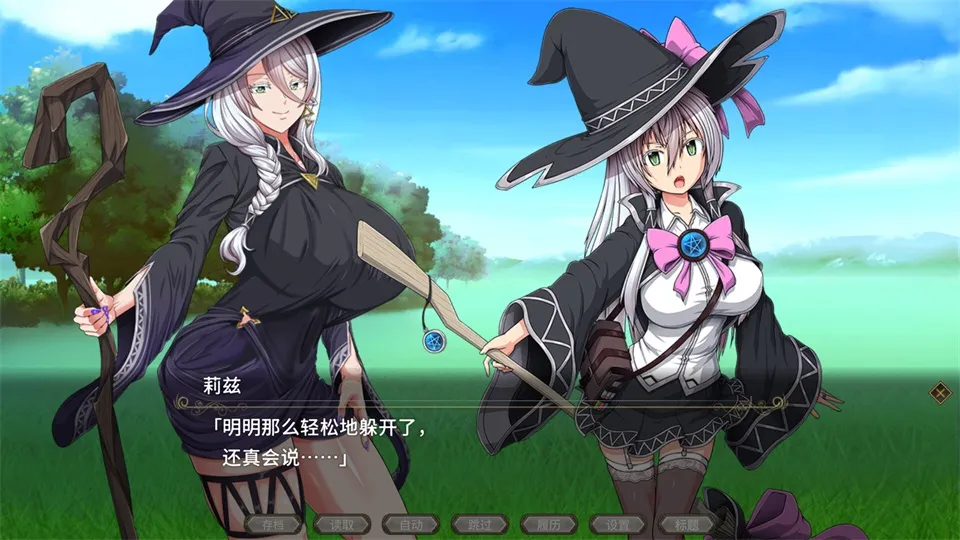 莉兹
「明明那么轻松地躲开了，
还真会说……」
存档 读取 自动 跳过 履历 设置 标题